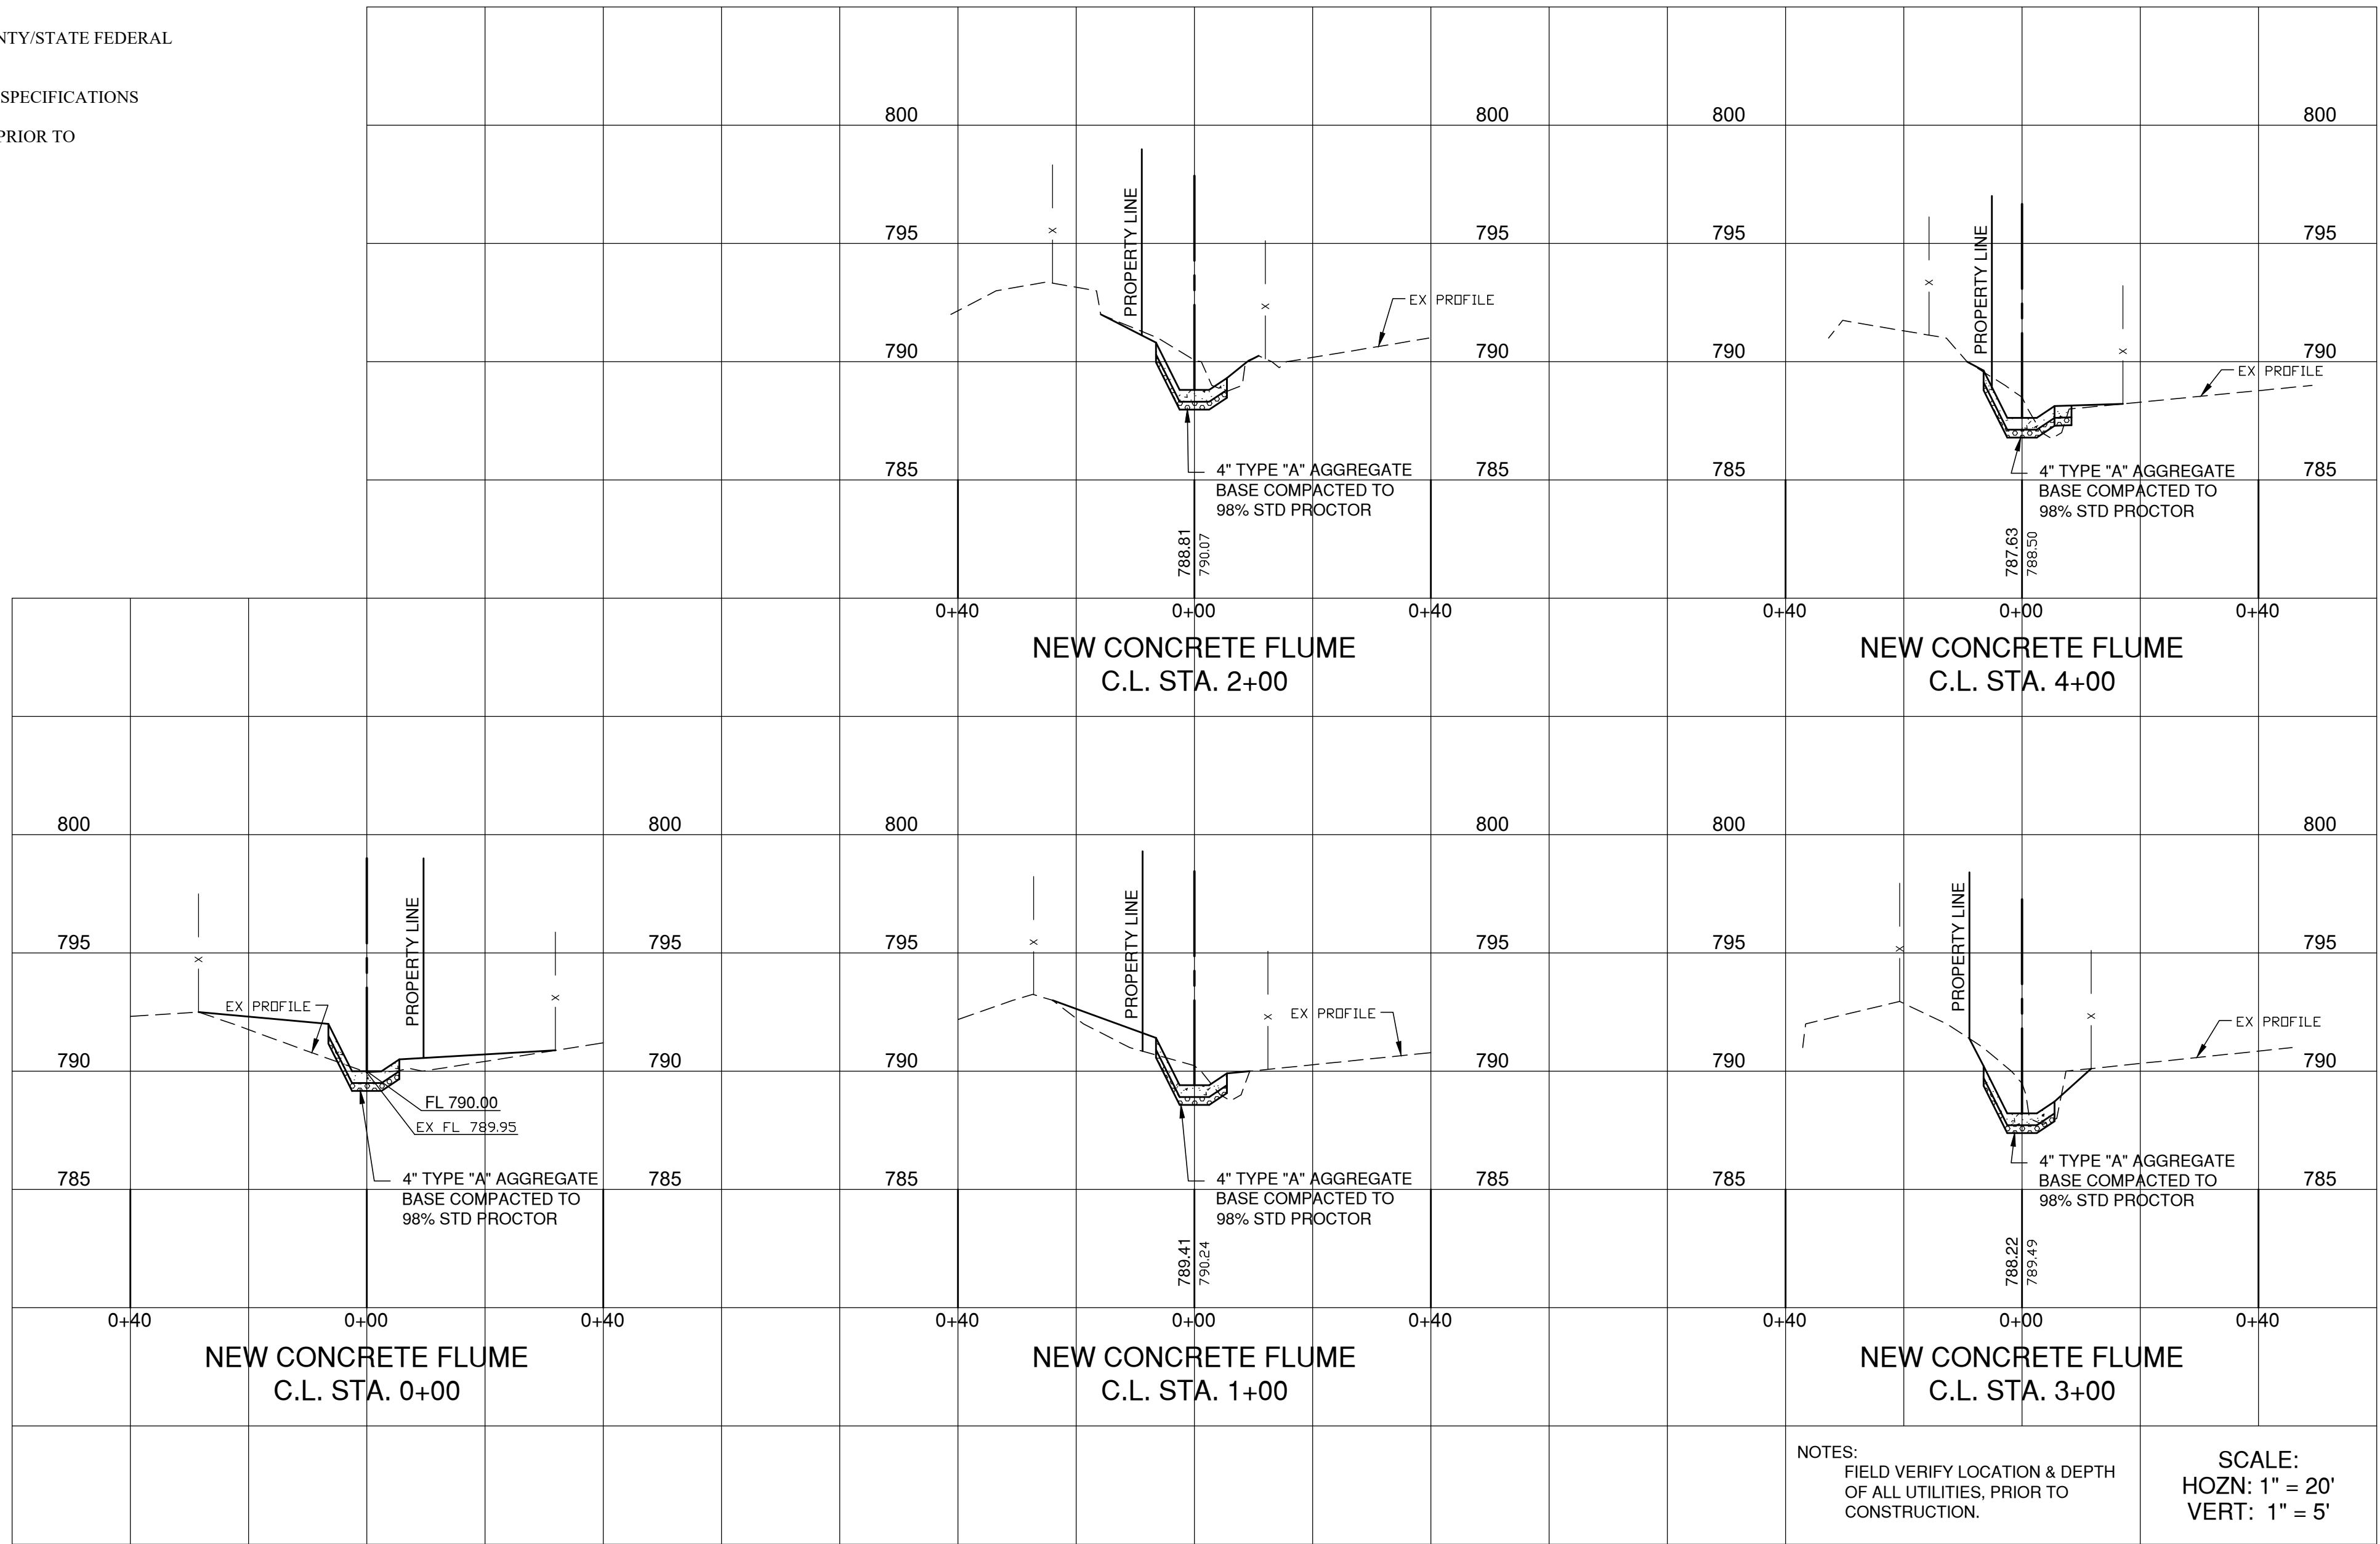 NTY/STATE FEDERAL
SPECIFICATIONS
PRIOR TO
800 800 800 800
795 795 795 795
790 790 790 790
785 785 785 785
PROPERTY LINE
EX PROFILE
4" TYPE "A" AGGREGATE
BASE COMPACTED TO
98% STD PROCTOR
788.81
790.07
0+40 0+00 0+40
NEW CONCRETE FLUME
C.L. STA. 2+00
PROPERTY LINE
EX PROFILE
4" TYPE "A" AGGREGATE
BASE COMPACTED TO
98% STD PROCTOR
787.63
788.50
0+40 0+00 0+40
NEW CONCRETE FLUME
C.L. STA. 4+00
800 800 800 800 800 800
795 795 795 795 795 795
790 790 790 790 790 790
785 785 785 785 785 785
EX PROFILE
PROPERTY LINE
FL 790.00
EX FL 789.95
4" TYPE "A" AGGREGATE
BASE COMPACTED TO
98% STD PROCTOR
0+40 0+00 0+40
NEW CONCRETE FLUME
C.L. STA. 0+00
PROPERTY LINE
EX PROFILE
4" TYPE "A" AGGREGATE
BASE COMPACTED TO
98% STD PROCTOR
789.41
790.24
0+40 0+00 0+40
NEW CONCRETE FLUME
C.L. STA. 1+00
PROPERTY LINE
EX PROFILE
4" TYPE "A" AGGREGATE
BASE COMPACTED TO
98% STD PROCTOR
788.22
789.49
0+40 0+00 0+40
NEW CONCRETE FLUME
C.L. STA. 3+00
NOTES:
FIELD VERIFY LOCATION & DEPTH
OF ALL UTILITIES, PRIOR TO
CONSTRUCTION.
SCALE:
HOZN: 1" = 20'
VERT: 1" = 5'